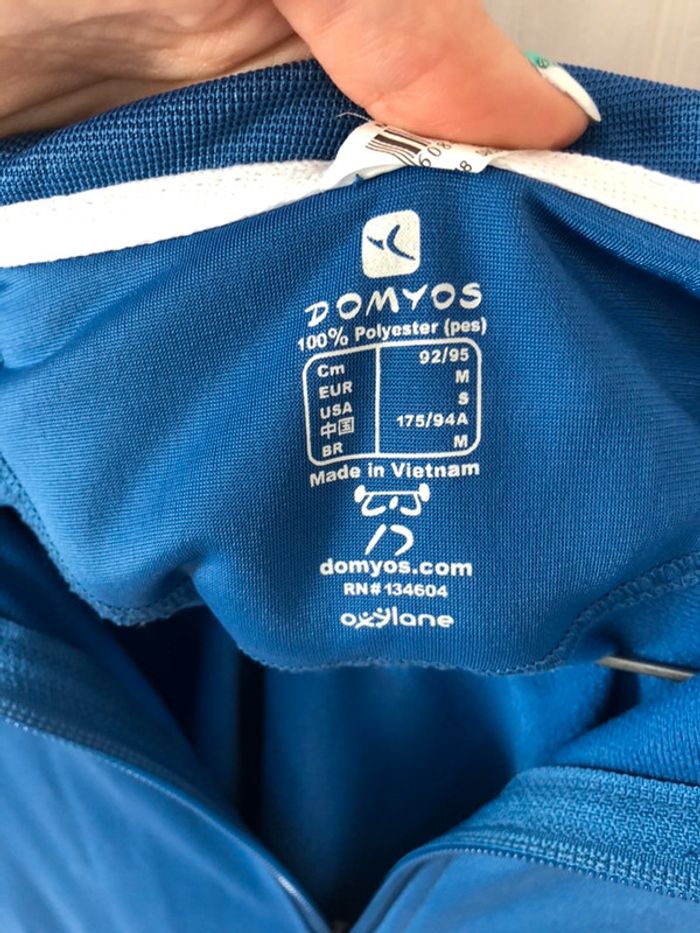 DOMYOS
100% Polyester (pes)
Cm 92/95
EUR M
USA S
中国 175/94A
BR M
Made in Vietnam
domyos.com
RN# 134604
oxylane